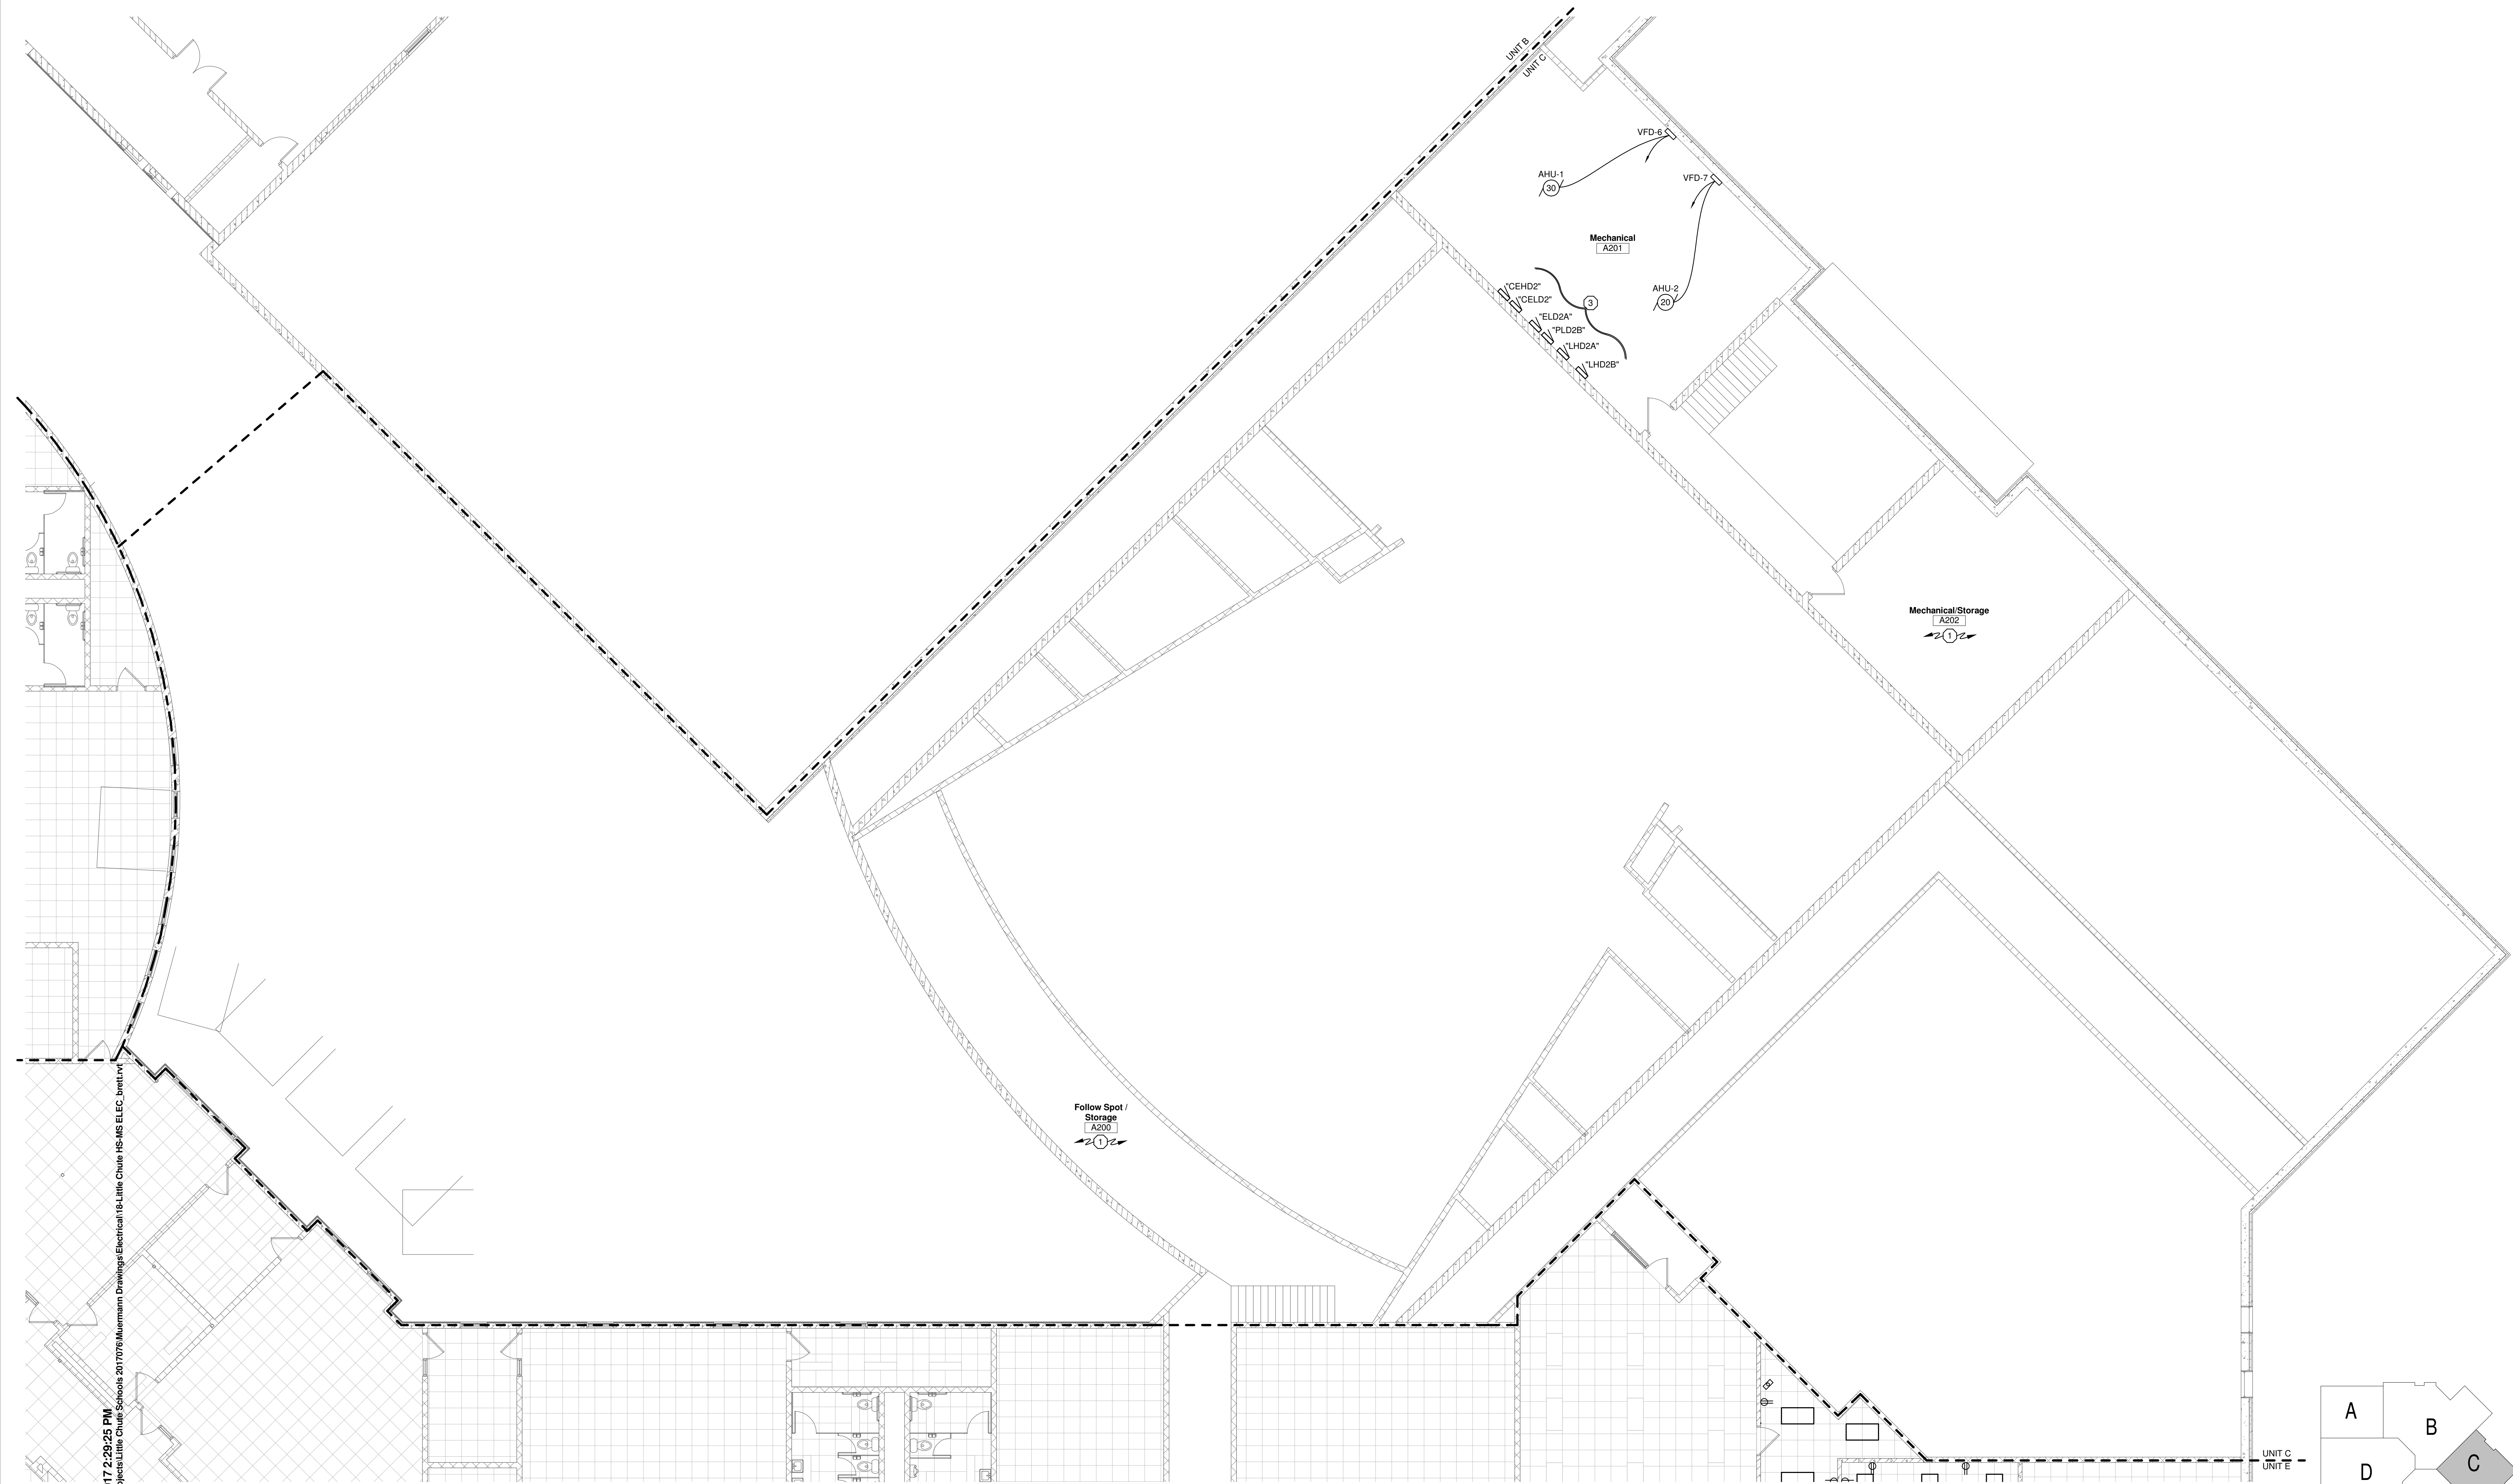 UNIT B
UNIT C
VFD-6
AHU-1
30
VFD-7
Mechanical
A201
"CEHD2"
"CELD2"
"ELD2A"
"PLD2B"
"LHD2A"
"LHD2B"
3
AHU-2
20
Mechanical/Storage
A202
1
Follow Spot /
Storage
A200
1
17 2:29:25 PM
ojects\Little Chute Schools 2017076\Muermann Drawings\Electrical\18-Little Chute HS-MS ELEC_brett.rvt
UNIT C
UNIT E
A
B
C
D